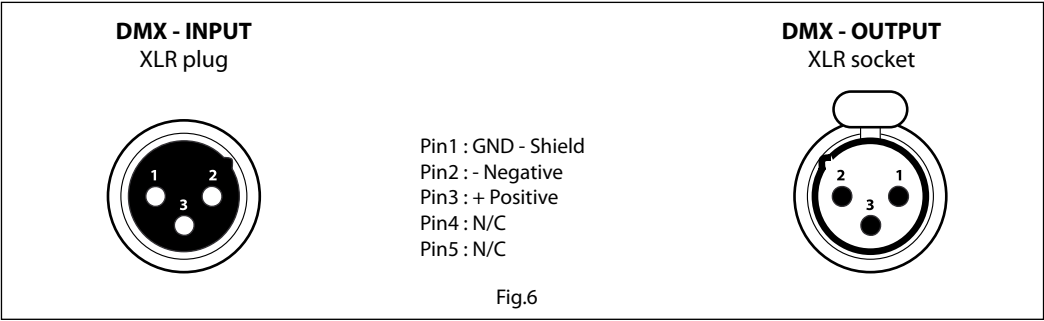 DMX - INPUT
XLR plug
DMX - OUTPUT
XLR socket
1
2
3
Pin1 : GND - Shield
Pin2 : - Negative
Pin3 : + Positive
Pin4 : N/C
Pin5 : N/C
2
1
3
Fig.6